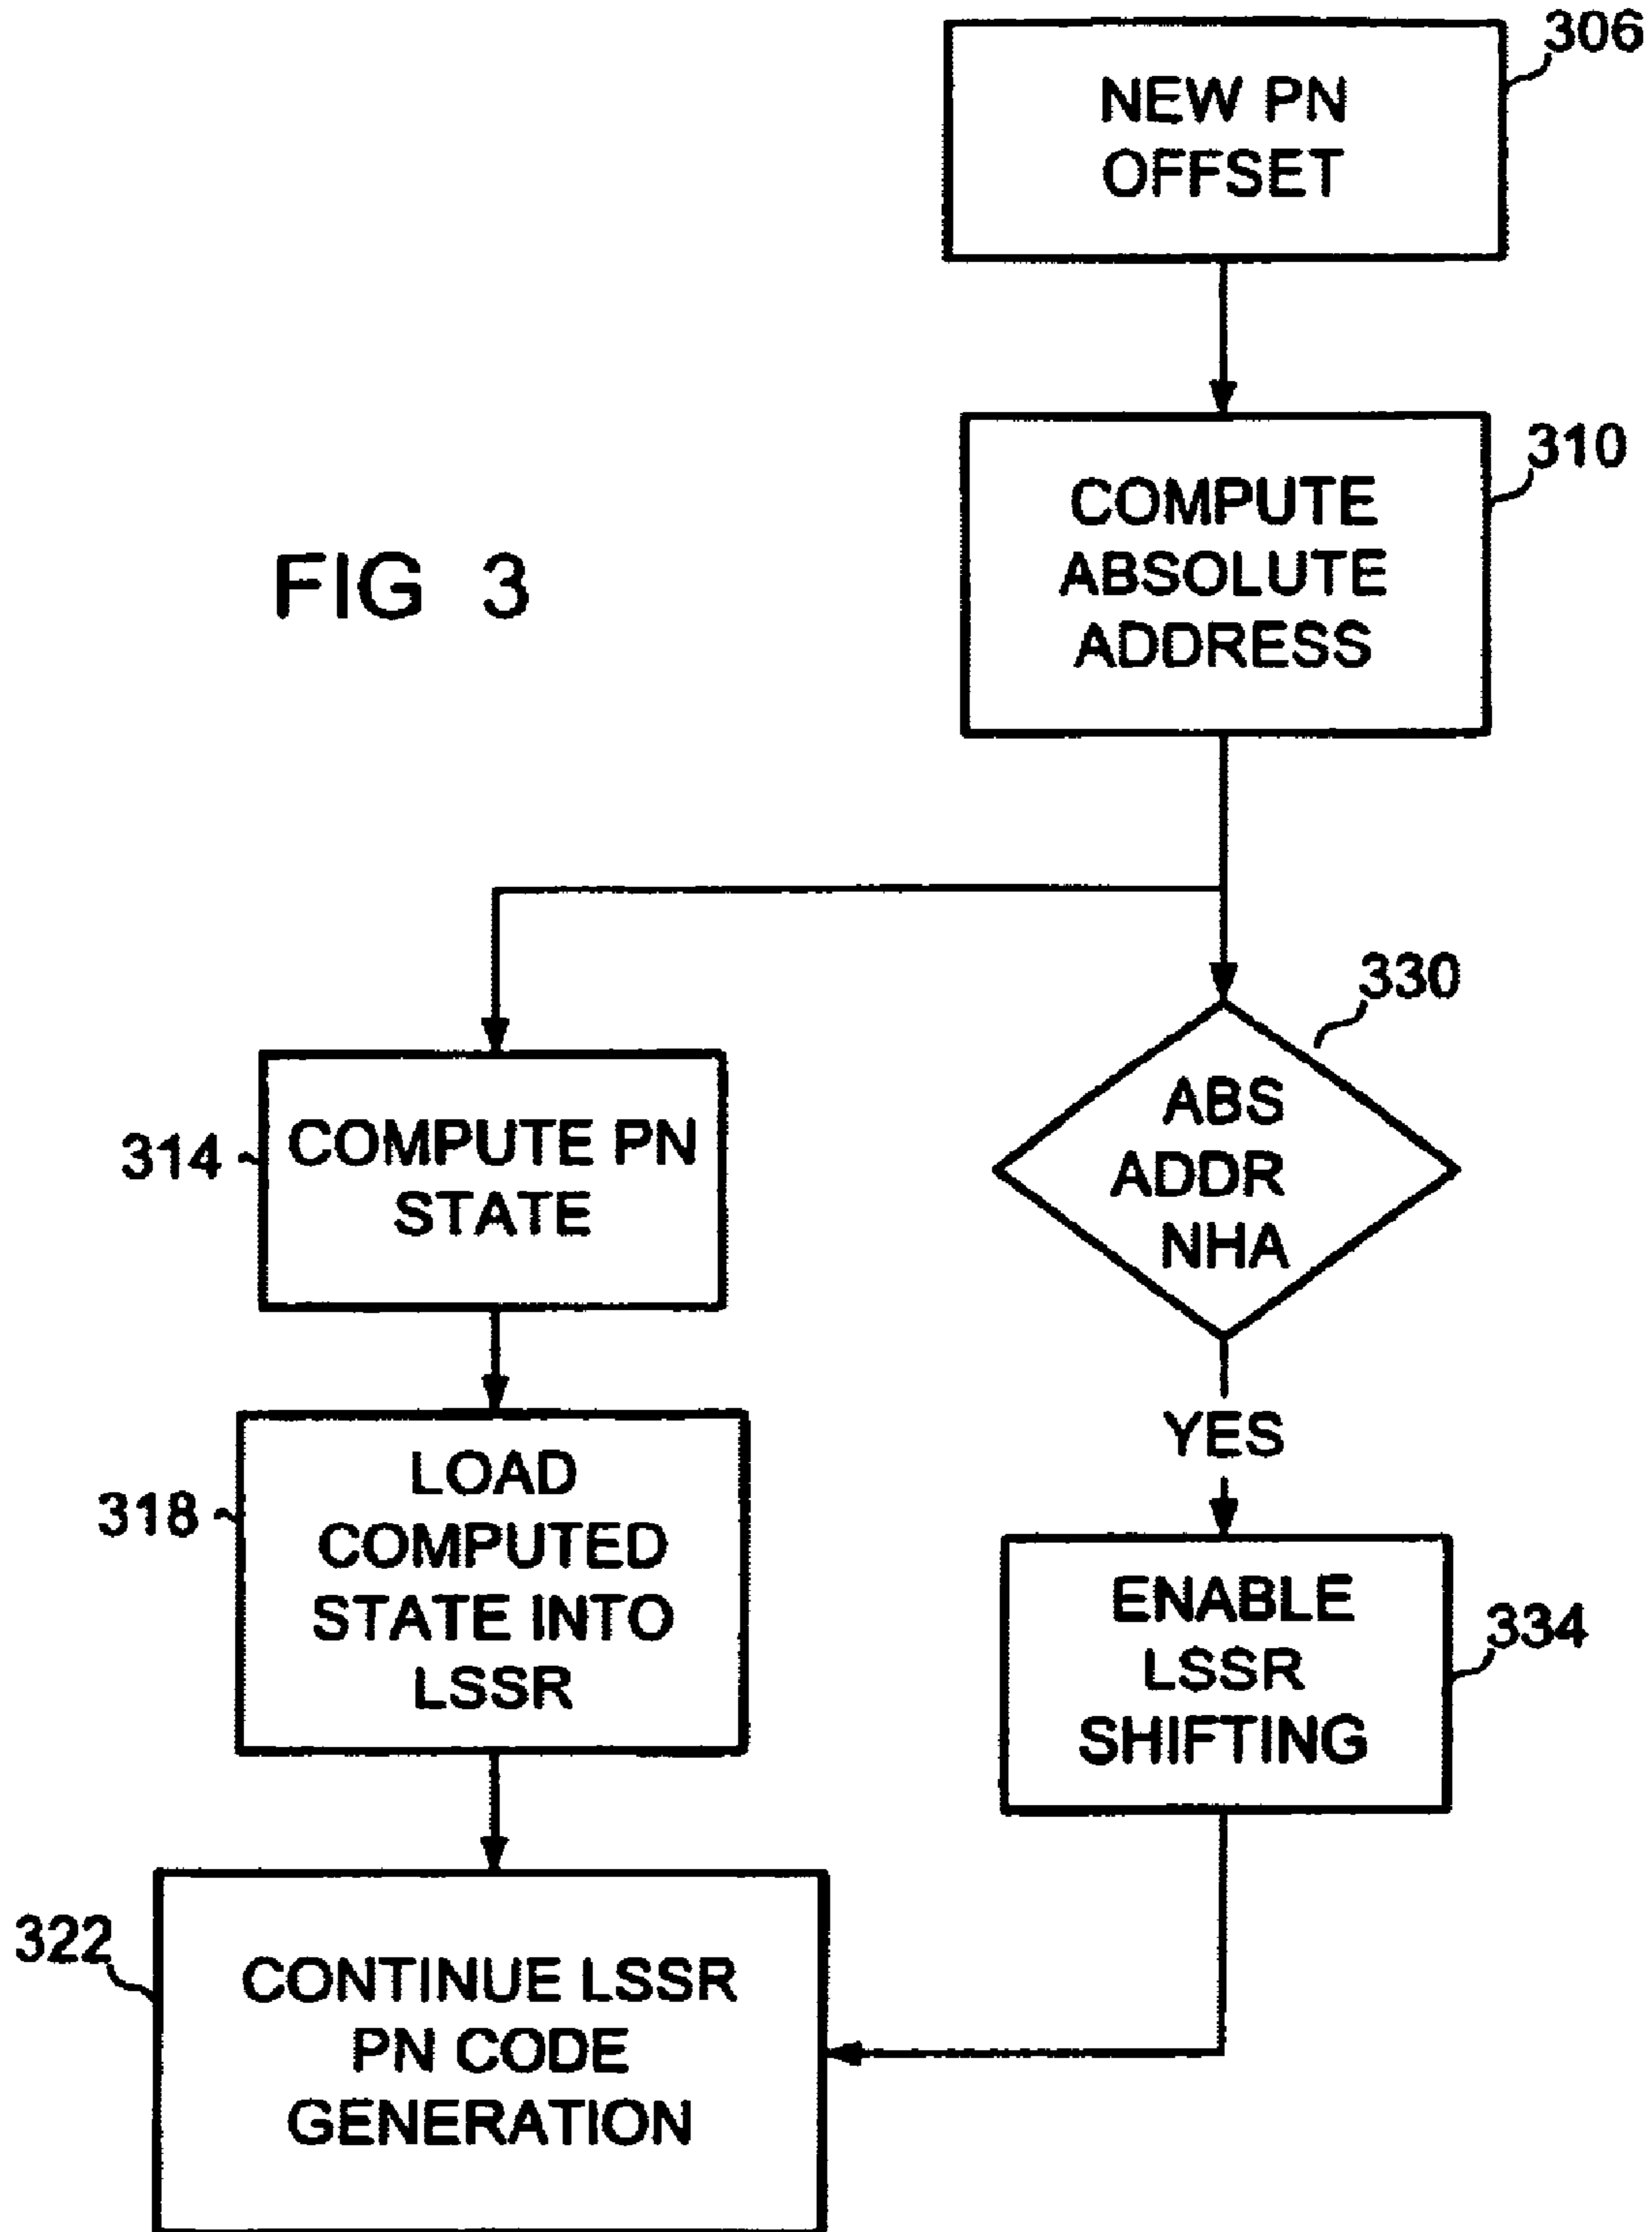 306
NEW PN
OFFSET
310
COMPUTE
ABSOLUTE
ADDRESS
FIG 3
330
ABS
ADDR
NHA
314
COMPUTE PN
STATE
YES
318
LOAD
COMPUTED
STATE INTO
LSSR
334
ENABLE
LSSR
SHIFTING
322
CONTINUE LSSR
PN CODE
GENERATION